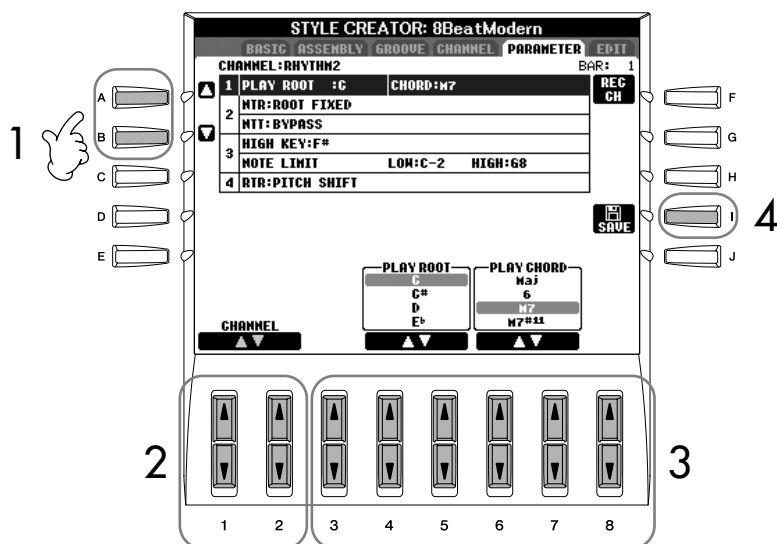 STYLE CREATOR: 8BeatModern
BASIC ASSEMBLY GROOVE CHANNEL PARAMETER EDIT
CHANNEL:RHYTHM2 BAR: 1
1 PLAY ROOT :C CHORD:M7 REC CH
2 NTR:ROOT FIXED
NTT:BYPASS
3 HIGH KEY:F#
NOTE LIMIT LOW:C-2 HIGH:G8
4 RTR:PITCH SHIFT
SAVE
PLAY ROOT PLAY CHORD
C Maj
C# 6
D M7
E♭ M7#11
CHANNEL
A
B
C
D
E
F
G
H
I
J
1
2
3
4
1 2 3 4 5 6 7 8